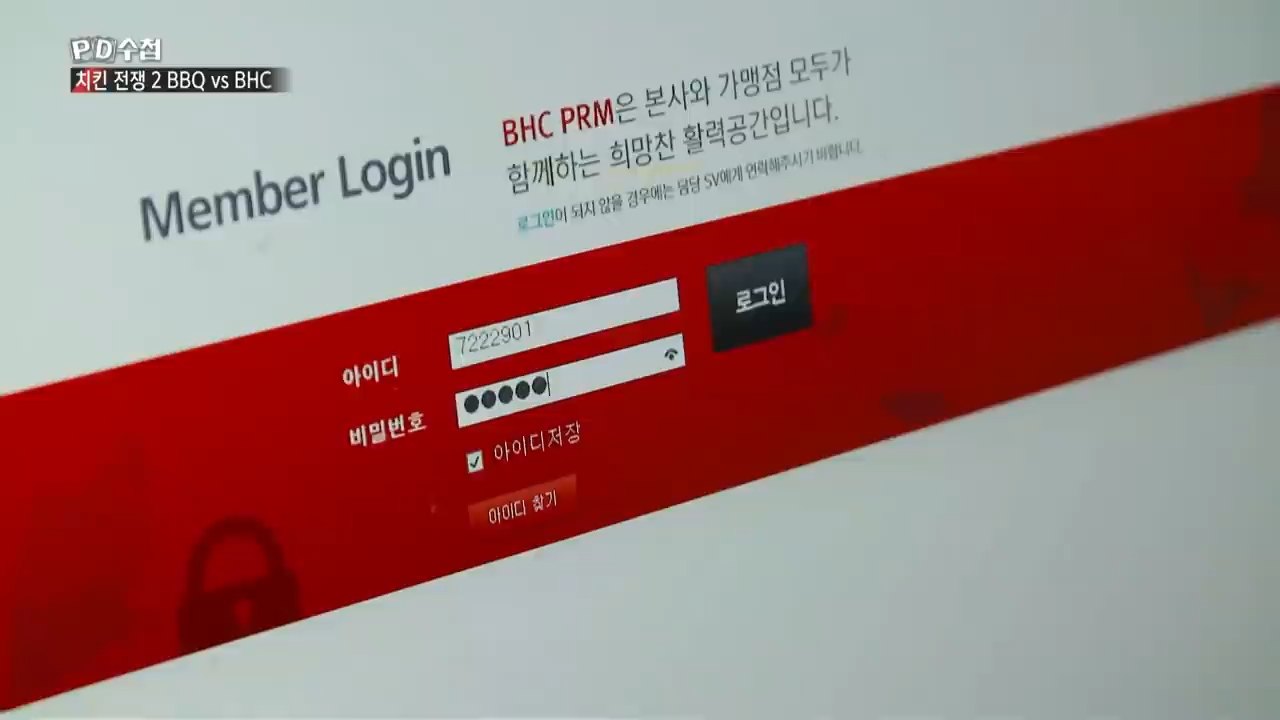 PD수첩
치킨 전쟁 2 BBQ vs BHC
Member Login
BHC PRM은 본사와 가맹점 모두가
함께하는 희망찬 활력공간입니다.
로그인이 되지 않을 경우에는 담당 SV에게 연락해주시기 바랍니다.
아이디
7222901
로그인
비밀번호
아이디저장
아이디 찾기